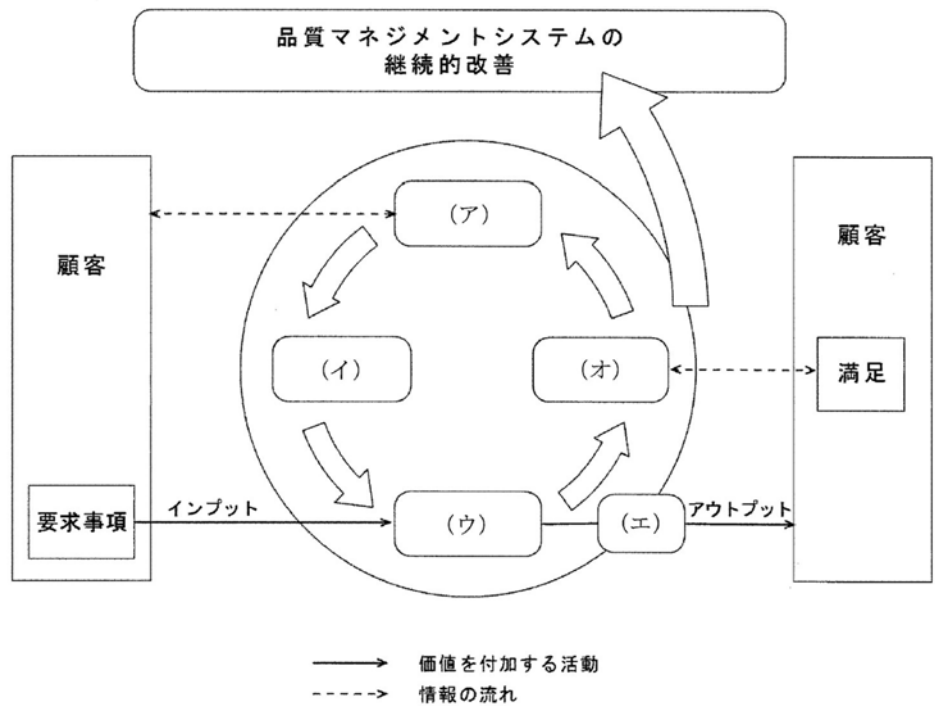 品質マネジメントシステムの
継続的改善
顧客
(ア)
顧客
(イ)
(オ)
満足
要求事項
インプット
(ウ)
(エ)
アウトプット
価値を付加する活動
情報の流れ